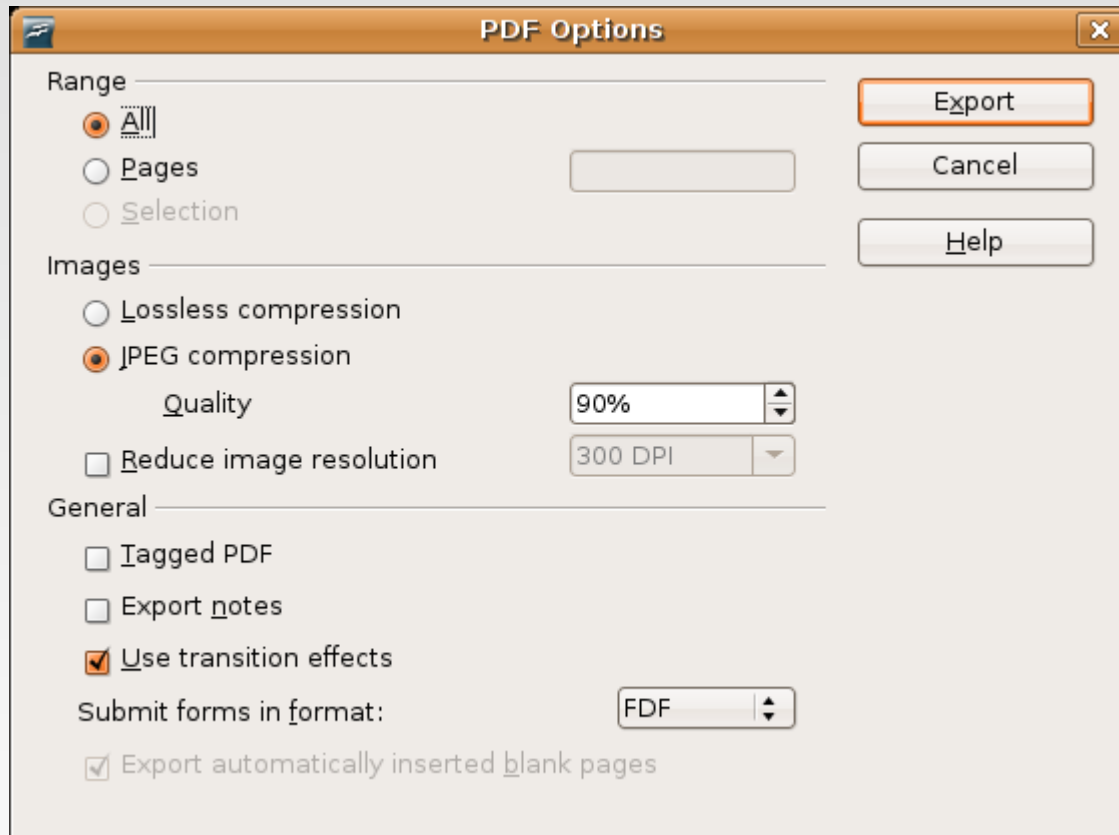 PDF Options
Range
All
Pages
Selection
Export
Cancel
Help
Images
Lossless compression
JPEG compression
Quality 90%
Reduce image resolution 300 DPI
General
Tagged PDF
Export notes
Use transition effects
Submit forms in format: FDF
Export automatically inserted blank pages